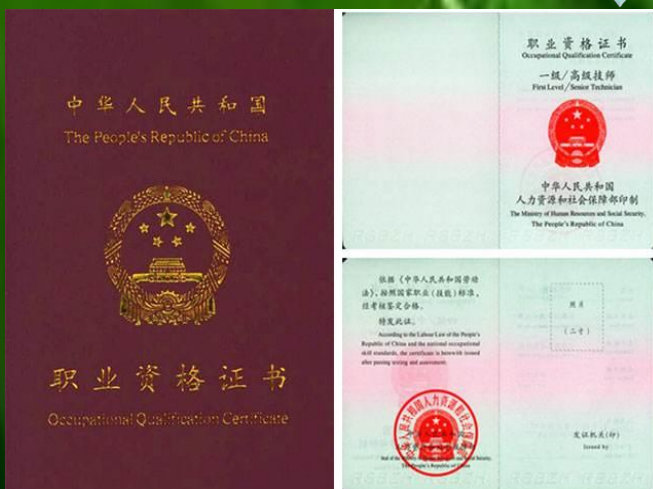 中华人民共和国
The People's Republic of China
职业资格证书
Occupational Qualification Certificate
职业资格证书
Occupational Qualification Certificate
一级/高级技师
First Level/Senior Technician
中华人民共和国
人力资源和社会保障部印制
The Ministry of Human Resources and Social Security,
The People's Republic of China
依据《中华人民共和国劳动
法》，按照国家职业(技能)标准，
经考核鉴定合格。
特发此证。
According to the Labour Law of the People's
Republic of China and the national occupational
skill standards, the certificate is herewith issued
after passing testing and assessment.
照片
(二寸)
发证机关(印)
Issued by